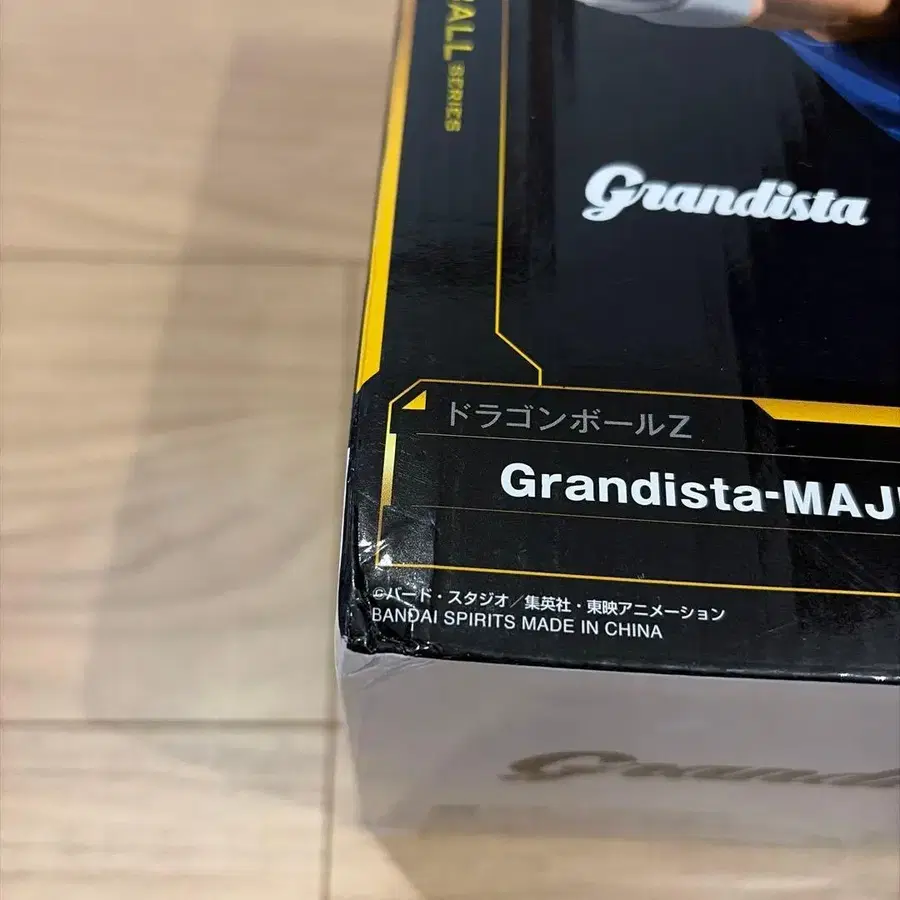 BALL SERIES
Grandista
ドラゴンボールZ
Grandista-MAJ
©バード・スタジオ／集英社・東映アニメーション
BANDAI SPIRITS MADE IN CHINA
Grandista